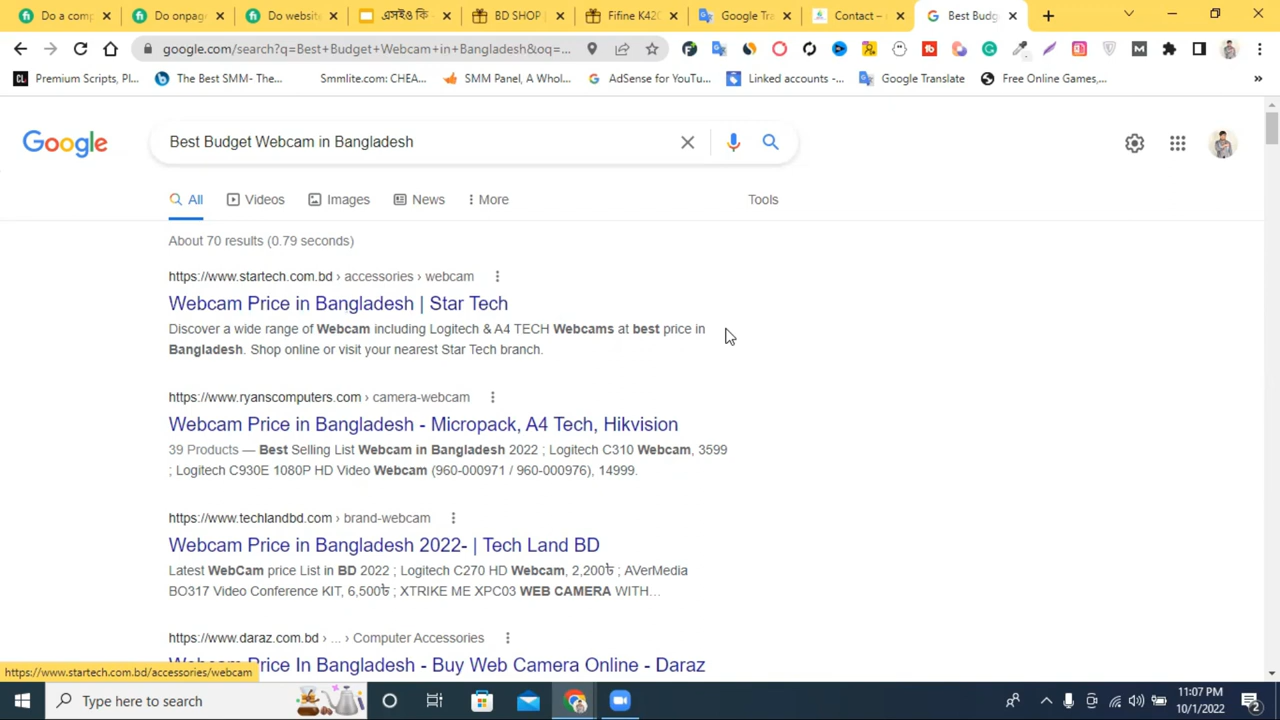 Do a comp
Do onpage
Do website
এসইও কি -
BD SHOP
Fifine K420
Google Tra
Contact –
Best Budg
google.com/search?q=Best+Budget+Webcam+in+Bangladesh&oq=...
Premium Scripts, Pl...
The Best SMM- The...
Smmlite.com: CHEA...
SMM Panel, A Whol...
AdSense for YouTu...
Linked accounts -...
Google Translate
Free Online Games,...
»
Google
Best Budget Webcam in Bangladesh
All
Videos
Images
News
More
Tools
About 70 results (0.79 seconds)
https://www.startech.com.bd › accessories › webcam
Webcam Price in Bangladesh | Star Tech
Discover a wide range of Webcam including Logitech & A4 TECH Webcams at best price in
Bangladesh. Shop online or visit your nearest Star Tech branch.
https://www.ryanscomputers.com › camera-webcam
Webcam Price in Bangladesh - Micropack, A4 Tech, Hikvision
39 Products — Best Selling List Webcam in Bangladesh 2022 ; Logitech C310 Webcam, 3599
; Logitech C930E 1080P HD Video Webcam (960-000971 / 960-000976), 14999.
https://www.techlandbd.com › brand-webcam
Webcam Price in Bangladesh 2022- | Tech Land BD
Latest WebCam price List in BD 2022 ; Logitech C270 HD Webcam, 2,200৳ ; AVerMedia
BO317 Video Conference KIT, 6,500৳ ; XTRIKE ME XPC03 WEB CAMERA WITH...
https://www.daraz.com.bd › ... › Computer Accessories
Webcam Price In Bangladesh - Buy Web Camera Online - Daraz
https://www.startech.com.bd/accessories/webcam
Type here to search
11:07 PM
10/1/2022
2